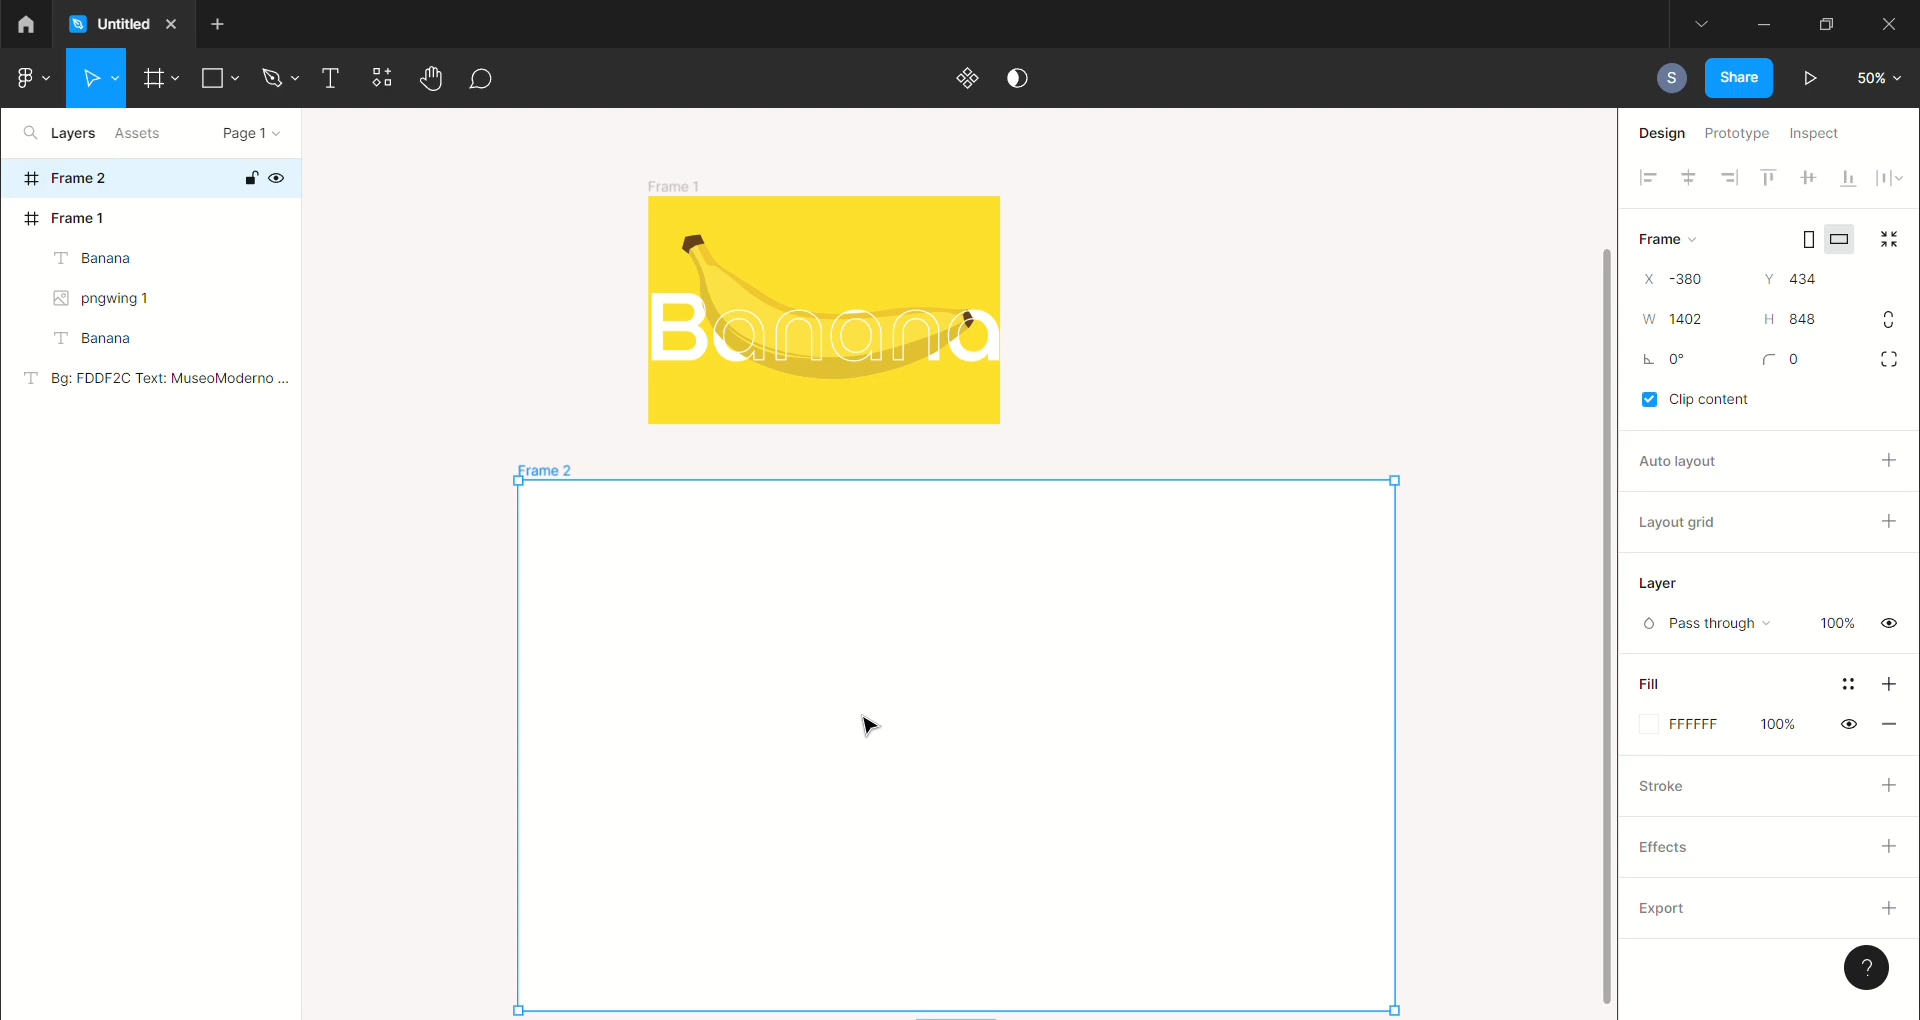 Untitled
S
Share
50%
Layers
Assets
Page 1
Frame 2
Frame 1
Banana
pngwing 1
Banana
Bg: FDDF2C Text: MuseoModerno ...
Frame 1
Banana
Frame 2
Design
Prototype
Inspect
Frame
X -380
Y 434
W 1402
H 848
0°
0
Clip content
Auto layout
Layout grid
Layer
Pass through
100%
Fill
FFFFFF
100%
Stroke
Effects
Export
?